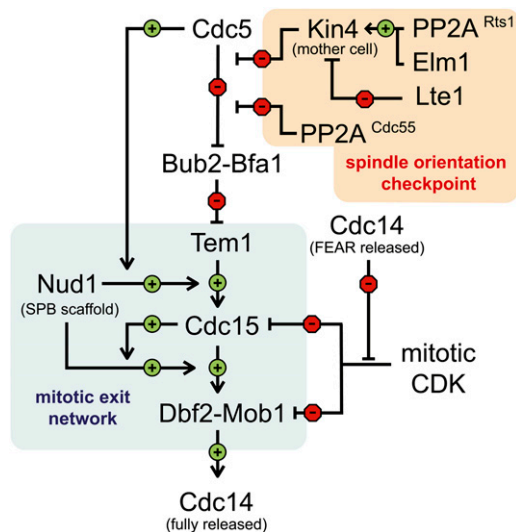 Cdc5
Kin4
(mother cell)
PP2A Rts1
Elm1
Lte1
PP2A Cdc55
spindle orientation
checkpoint
Bub2-Bfa1
Cdc14
(FEAR released)
Tem1
Nud1
(SPB scaffold)
Cdc15
mitotic
CDK
mitotic exit
network
Dbf2-Mob1
Cdc14
(fully released)